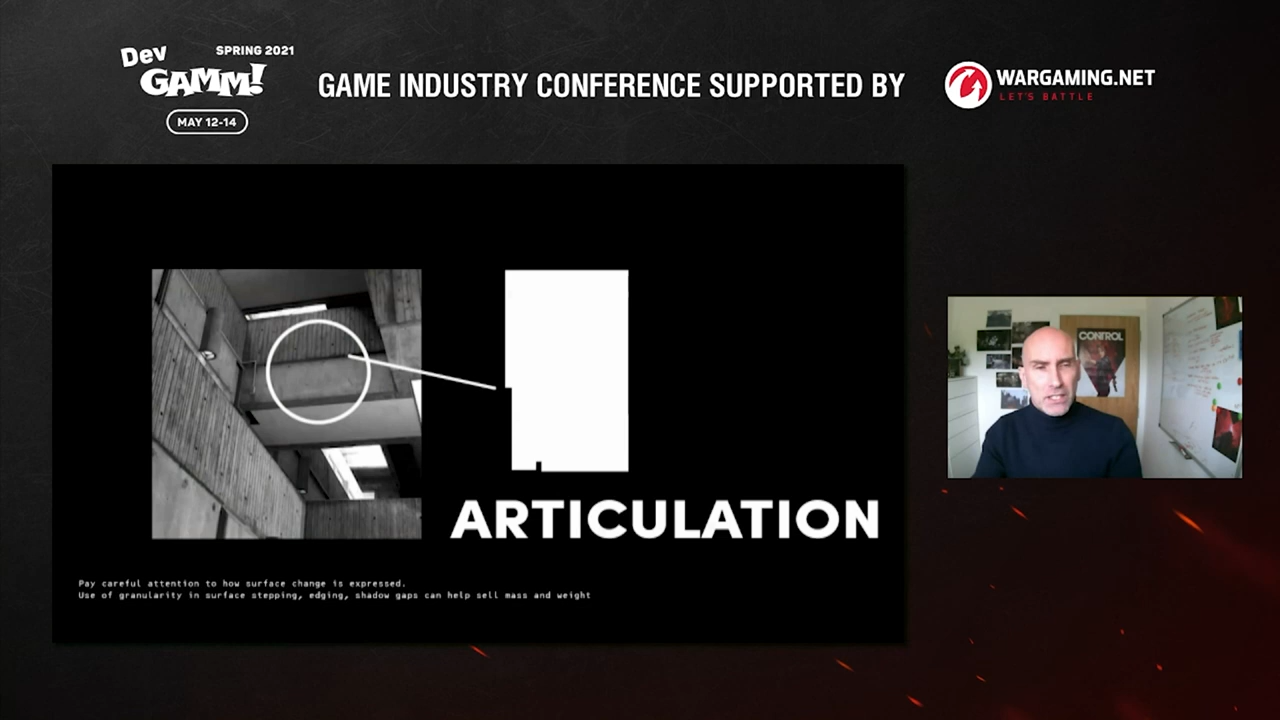 Dev
GAMM!
SPRING 2021
MAY 12-14
GAME INDUSTRY CONFERENCE SUPPORTED BY
WARGAMING.NET
LET'S BATTLE
CONTROL
ARTICULATION
Pay careful attention to how surface change is expressed.
Use of granularity in surface stepping, edging, shadow gaps can help sell mass and weight